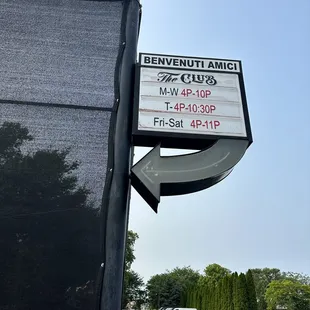 BENVENUTI AMICI
The CLUB
M-W 4P-10P
T- 4P-10:30P
Fri-Sat 4P-11P